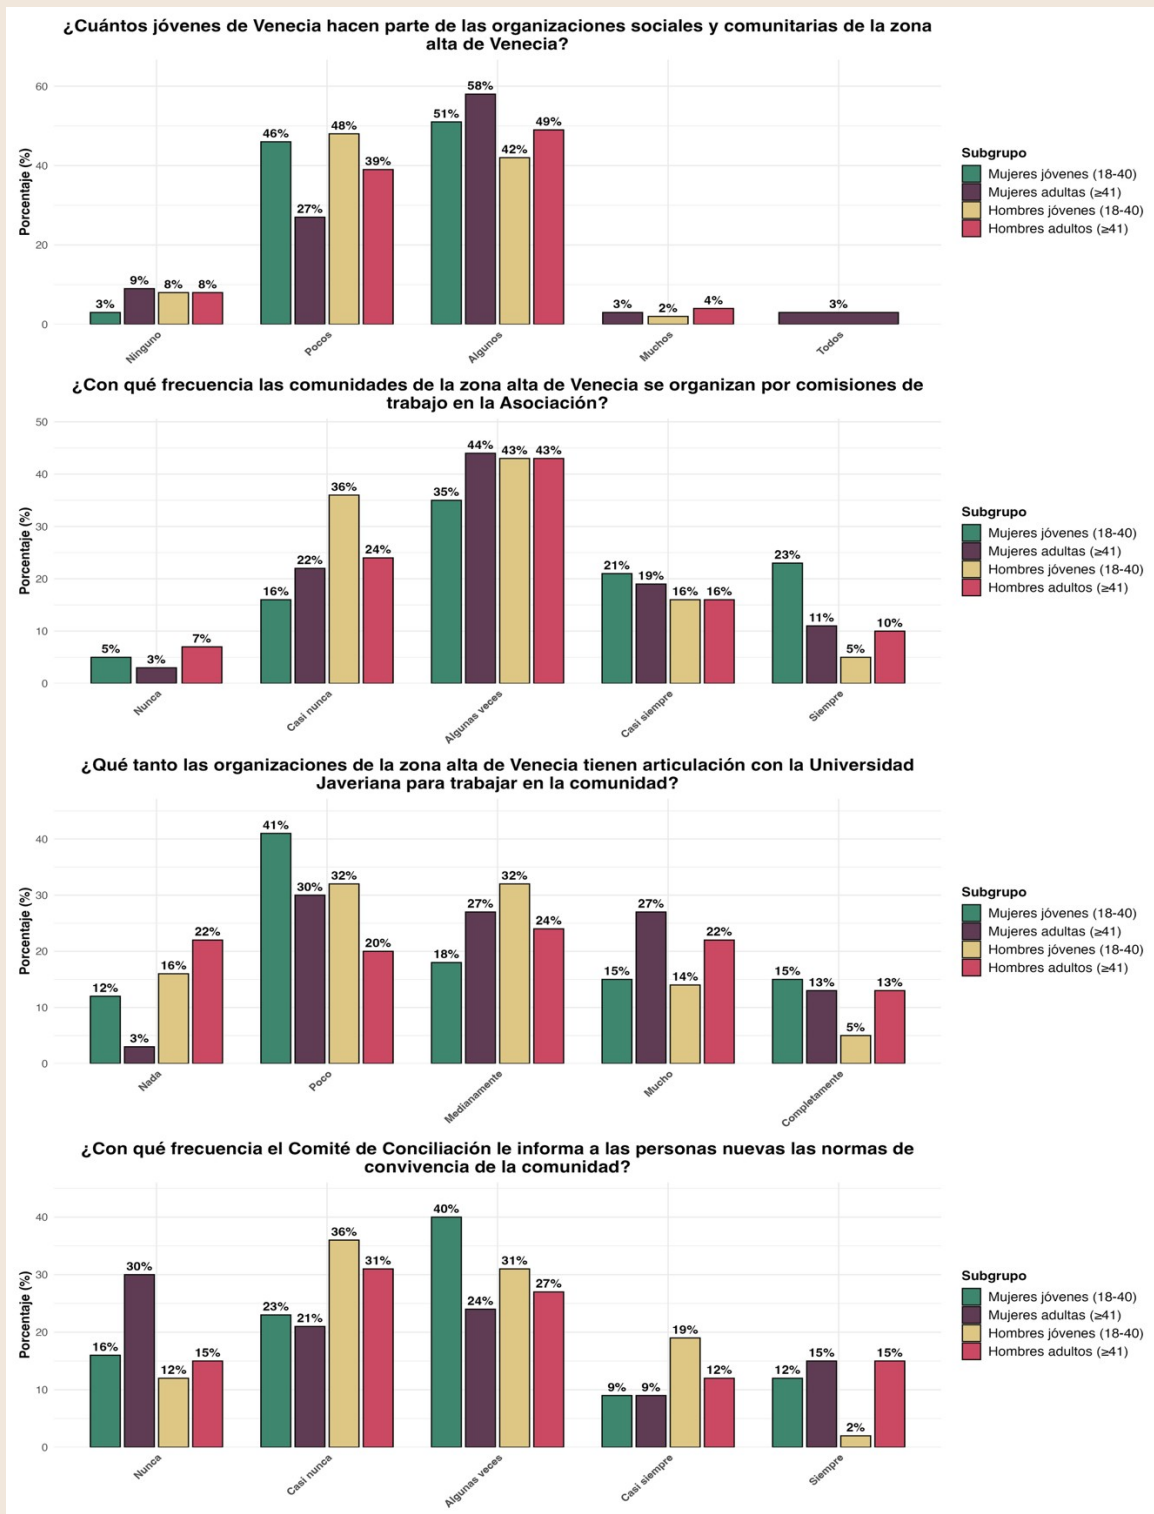 ¿Cuántos jóvenes de Venecia hacen parte de las organizaciones sociales y comunitarias de la zona
alta de Venecia?
Porcentaje (%)
60
40
20
0
3%
9%
8%
8%
46%
27%
48%
39%
51%
58%
42%
49%
3%
2%
4%
3%
Ninguno
Pocos
Algunos
Muchos
Todos
Subgrupo
Mujeres jóvenes (18-40)
Mujeres adultas (≥41)
Hombres jóvenes (18-40)
Hombres adultos (≥41)
¿Con qué frecuencia las comunidades de la zona alta de Venecia se organizan por comisiones de
trabajo en la Asociación?
Porcentaje (%)
50
40
30
20
10
0
5%
3%
7%
16%
22%
36%
24%
35%
44%
43%
43%
21%
19%
16%
16%
23%
11%
5%
10%
Nunca
Casi nunca
Algunas veces
Casi siempre
Siempre
Subgrupo
Mujeres jóvenes (18-40)
Mujeres adultas (≥41)
Hombres jóvenes (18-40)
Hombres adultos (≥41)
¿Qué tanto las organizaciones de la zona alta de Venecia tienen articulación con la Universidad
Javeriana para trabajar en la comunidad?
Porcentaje (%)
40
30
20
10
0
12%
3%
16%
22%
41%
30%
32%
20%
18%
27%
32%
24%
15%
27%
14%
22%
15%
13%
5%
13%
Nada
Poco
Medianamente
Mucho
Completamente
Subgrupo
Mujeres jóvenes (18-40)
Mujeres adultas (≥41)
Hombres jóvenes (18-40)
Hombres adultos (≥41)
¿Con qué frecuencia el Comité de Conciliación le informa a las personas nuevas las normas de
convivencia de la comunidad?
Porcentaje (%)
40
30
20
10
0
16%
30%
12%
15%
23%
21%
36%
31%
40%
24%
31%
27%
9%
9%
19%
12%
12%
15%
2%
15%
Nunca
Casi nunca
Algunas veces
Casi siempre
Siempre
Subgrupo
Mujeres jóvenes (18-40)
Mujeres adultas (≥41)
Hombres jóvenes (18-40)
Hombres adultos (≥41)